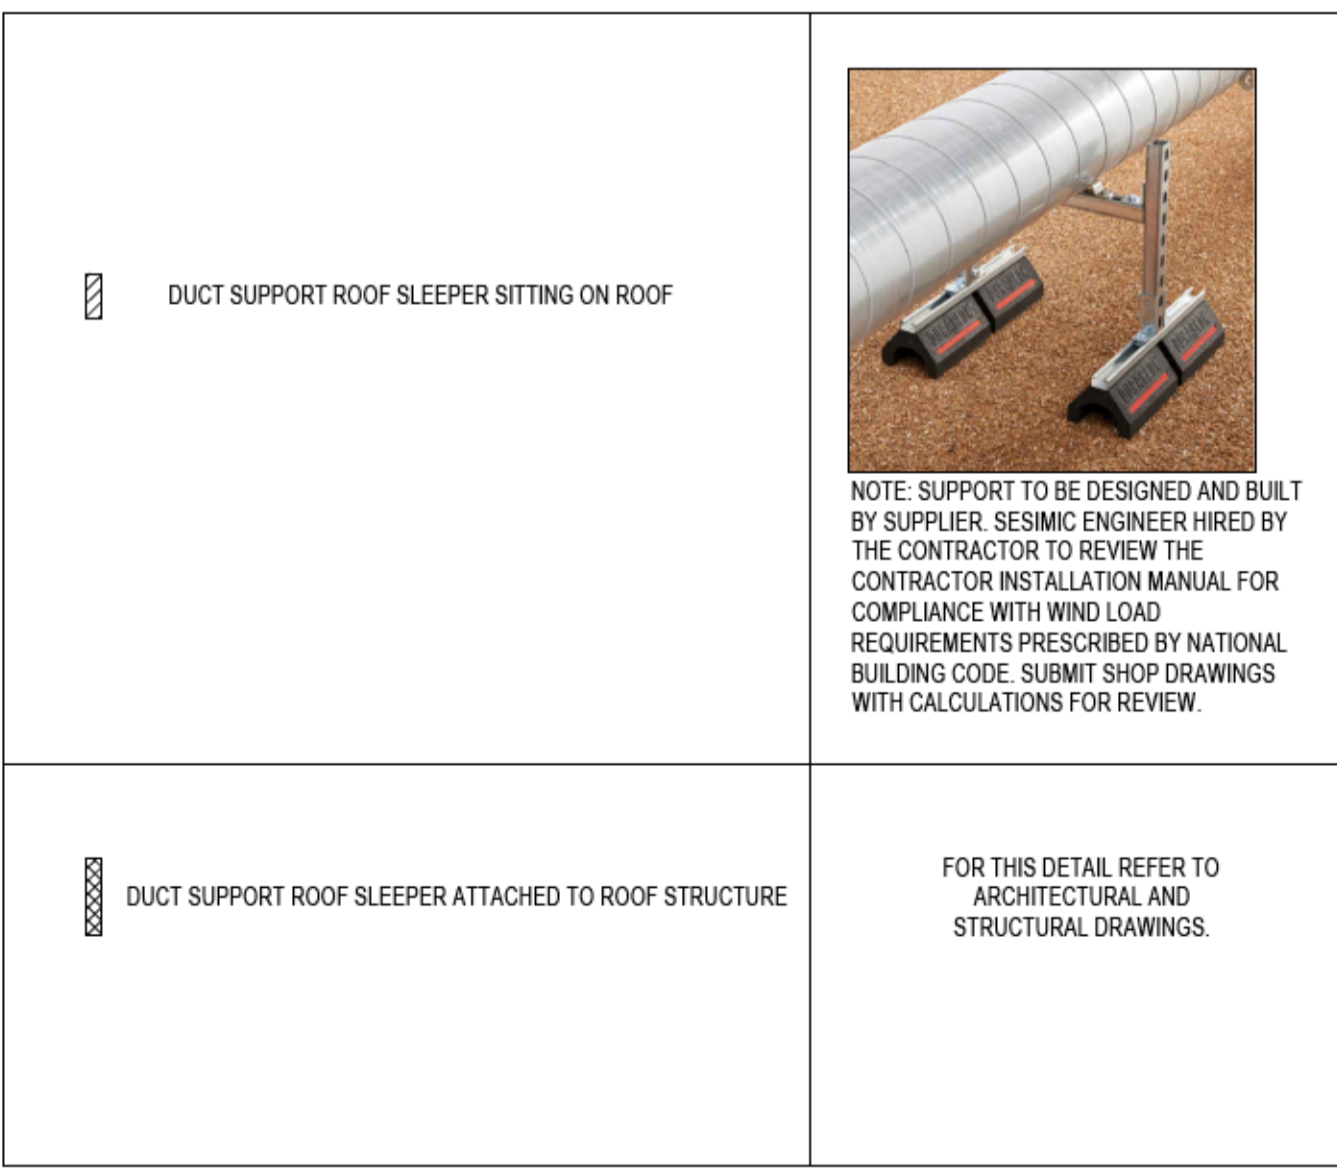 DUCT SUPPORT ROOF SLEEPER SITTING ON ROOF
NOTE: SUPPORT TO BE DESIGNED AND BUILT
BY SUPPLIER. SESIMIC ENGINEER HIRED BY
THE CONTRACTOR TO REVIEW THE
CONTRACTOR INSTALLATION MANUAL FOR
COMPLIANCE WITH WIND LOAD
REQUIREMENTS PRESCRIBED BY NATIONAL
BUILDING CODE. SUBMIT SHOP DRAWINGS
WITH CALCULATIONS FOR REVIEW.
DUCT SUPPORT ROOF SLEEPER ATTACHED TO ROOF STRUCTURE
FOR THIS DETAIL REFER TO
ARCHITECTURAL AND
STRUCTURAL DRAWINGS.